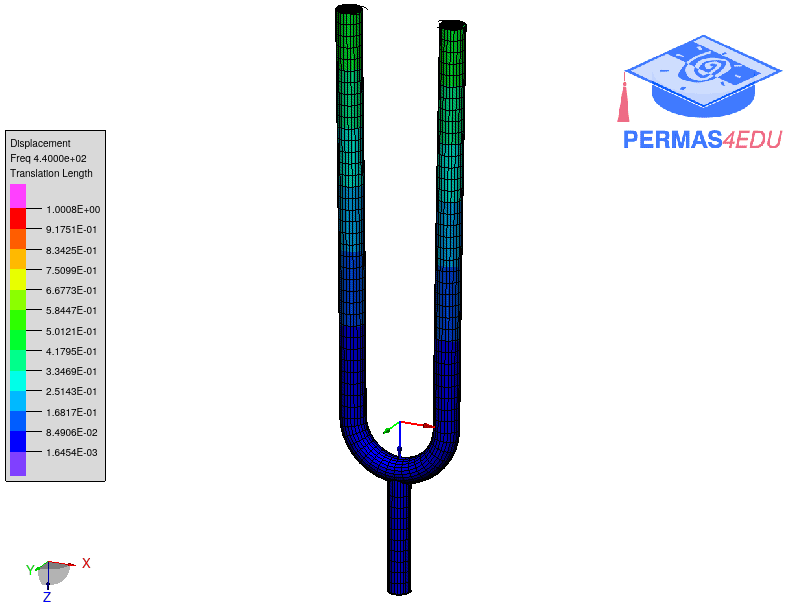 Displacement
Freq 4.4000e+02
Translation Length
1.0008E+00
9.1751E-01
8.3425E-01
7.5099E-01
6.6773E-01
5.8447E-01
5.0121E-01
4.1795E-01
3.3469E-01
2.5143E-01
1.6817E-01
8.4906E-02
1.6454E-03
PERMAS4EDU
Y X
Z